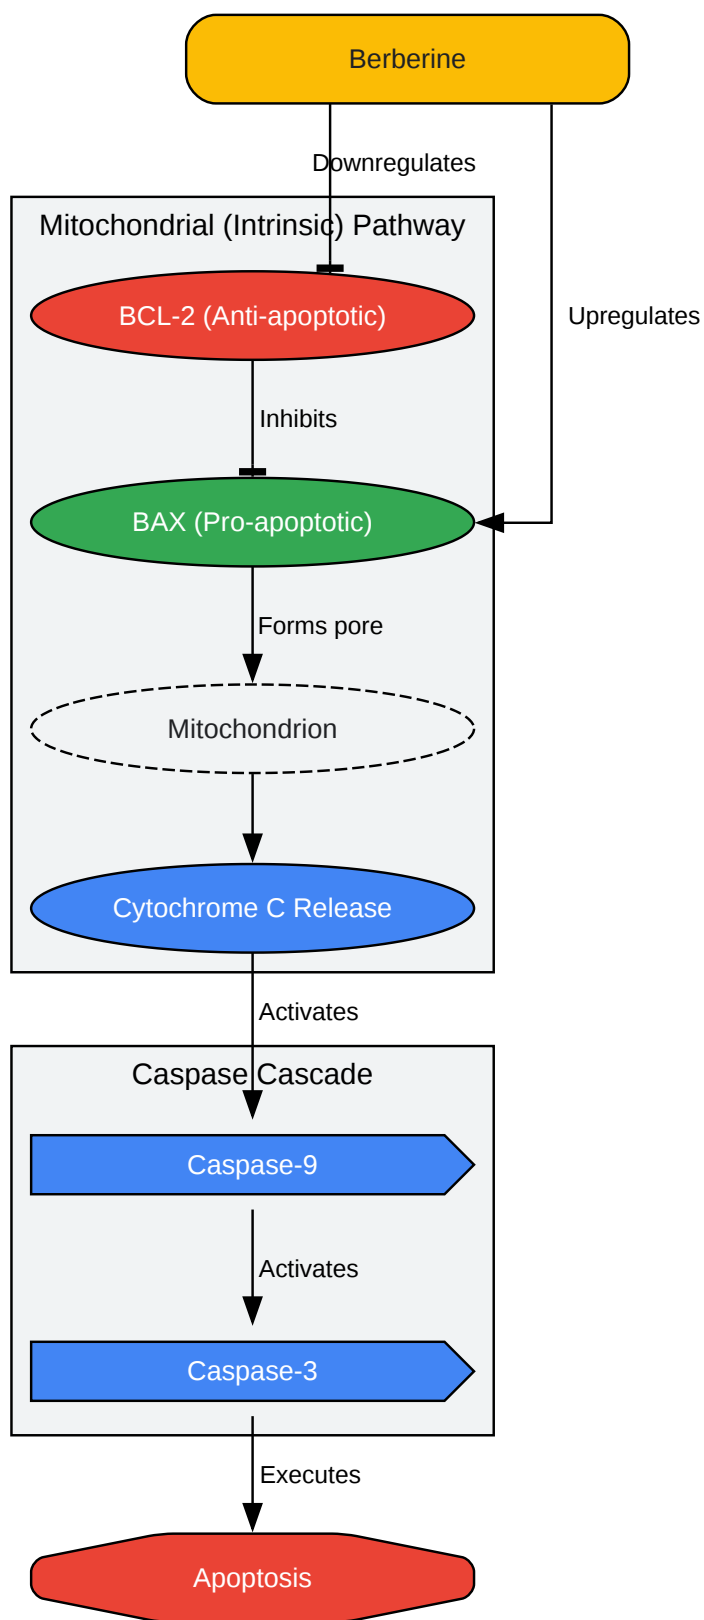 Berberine
Downregulates
Mitochondrial (Intrinsic) Pathway
BCL-2 (Anti-apoptotic)
Upregulates
Inhibits
BAX (Pro-apoptotic)
Forms pore
Mitochondrion
Cytochrome C Release
Activates
Caspase Cascade
Caspase-9
Activates
Caspase-3
Executes
Apoptosis